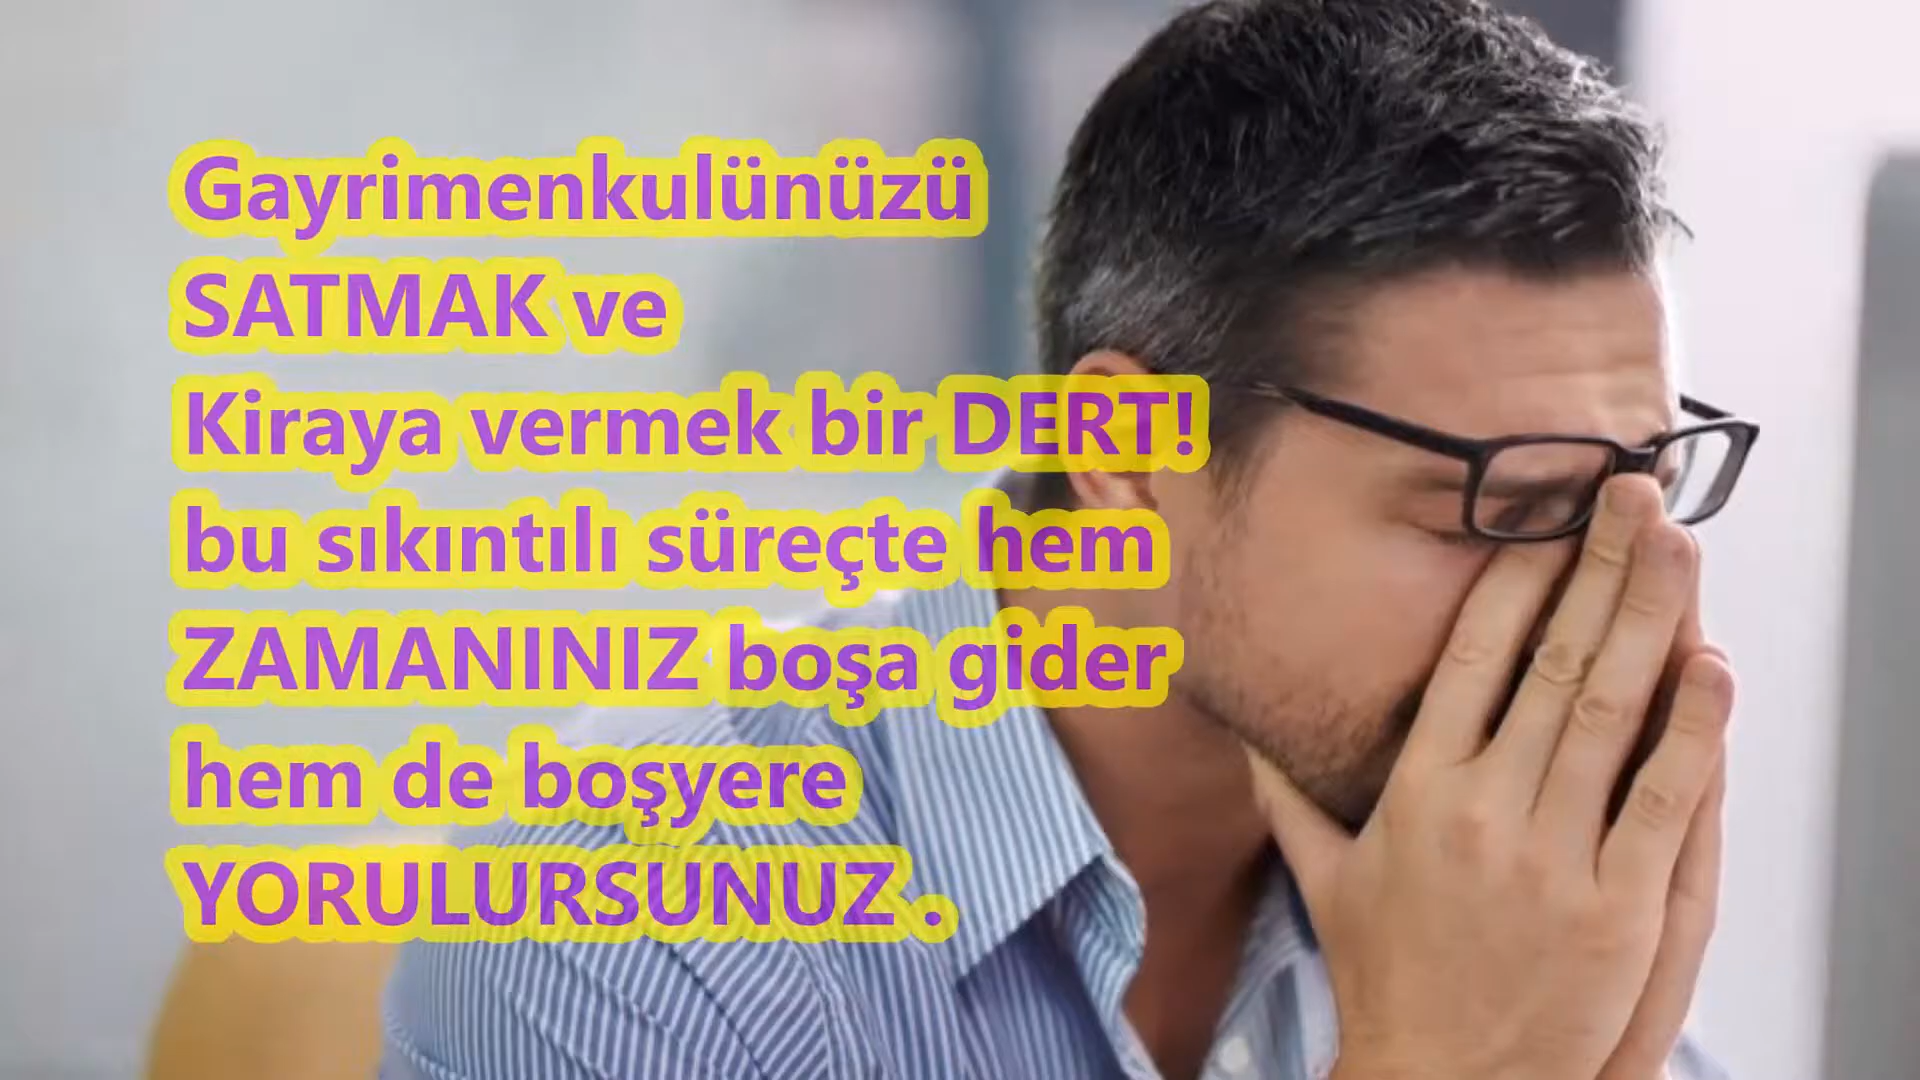 Gayrimenkulünüzü
SATMAK ve
Kiraya vermek bir DERT!
bu sıkıntılı süreçte hem
ZAMANINIZ boşa gider
hem de boşyere
YORULURSUNUZ .